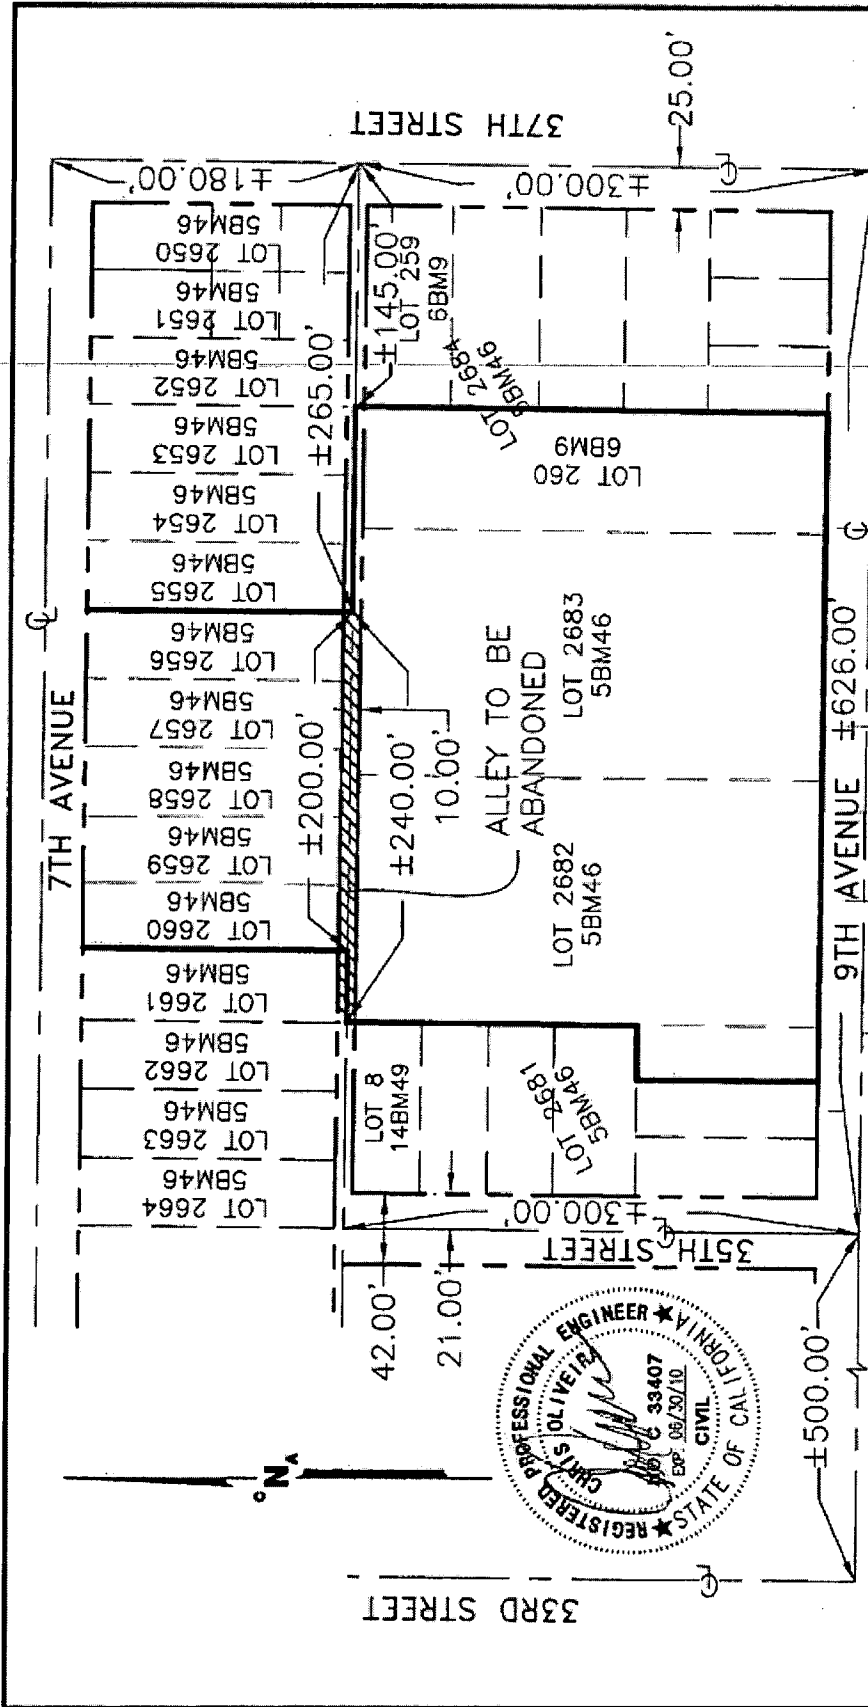 7TH AVENUE
37TH STREET
±180.00'
±300.00'
25.00'
LOT 2650
5BM46
LOT 2651
5BM46
LOT 2652
5BM46
LOT 2653
5BM46
LOT 2654
5BM46
LOT 2655
5BM46
LOT 2656
5BM46
LOT 2657
5BM46
LOT 2658
5BM46
LOT 2659
5BM46
LOT 2660
5BM46
LOT 2661
5BM46
LOT 2662
5BM46
LOT 2663
5BM46
LOT 2664
5BM46
±265.00'
±145.00'
LOT 259
6BM9
LOT 2684
5BM46
LOT 260
6BM9
±200.00'
±240.00'
10.00'
ALLEY TO BE
ABANDONED
LOT 2683
5BM46
LOT 2682
5BM46
LOT 8
14BM49
LOT 2681
5BM46
9TH AVENUE
±626.00'
±300.00'
35TH STREET
42.00'
21.00'
N
REGISTERED PROFESSIONAL ENGINEER
CHRIS OLIVEIRA
C 33407
EXP. 06/30/10
CIVIL
STATE OF CALIFORNIA
±500.00'
33RD STREET